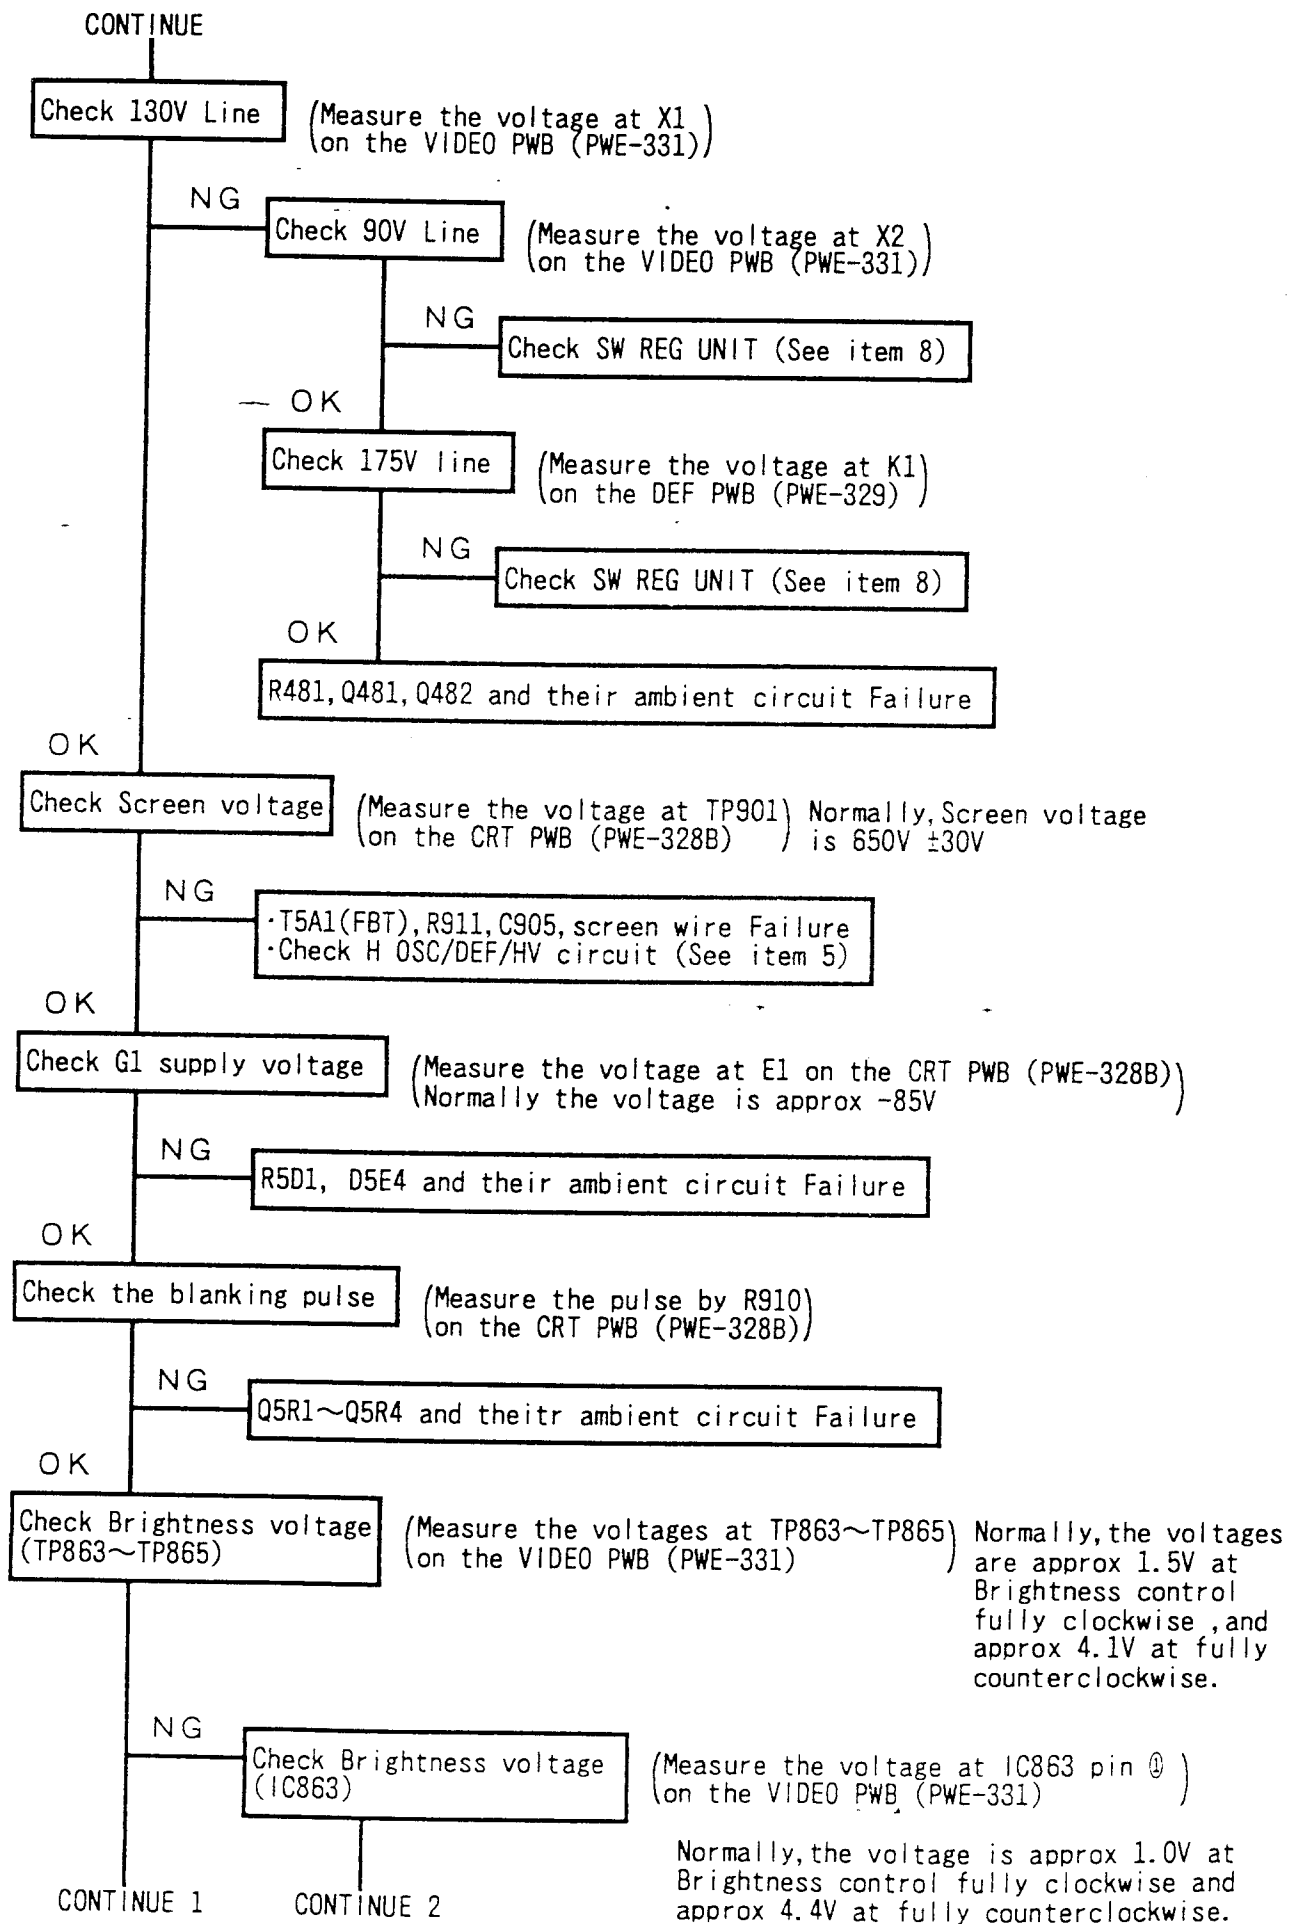 CONTINUE
Check 130V Line
(Measure the voltage at X1
on the VIDEO PWB (PWE-331))
NG
Check 90V Line
(Measure the voltage at X2
on the VIDEO PWB (PWE-331))
NG
Check SW REG UNIT (See item 8)
OK
Check 175V line
(Measure the voltage at K1
on the DEF PWB (PWE-329))
NG
Check SW REG UNIT (See item 8)
OK
R481,Q481,Q482 and their ambient circuit Failure
OK
Check Screen voltage
(Measure the voltage at TP901
on the CRT PWB (PWE-328B))
Normally,Screen voltage
is 650V ±30V
NG
·T5A1(FBT),R911,C905,screen wire Failure
·Check H OSC/DEF/HV circuit (See item 5)
OK
Check G1 supply voltage
(Measure the voltage at E1 on the CRT PWB (PWE-328B)
Normally the voltage is approx -85V)
NG
R5D1, D5E4 and their ambient circuit Failure
OK
Check the blanking pulse
(Measure the pulse by R910
on the CRT PWB (PWE-328B))
NG
Q5R1~Q5R4 and theitr ambient circuit Failure
OK
Check Brightness voltage
(TP863~TP865)
(Measure the voltages at TP863~TP865
on the VIDEO PWB (PWE-331))
Normally,the voltages
are approx 1.5V at
Brightness control
fully clockwise ,and
approx 4.1V at fully
counterclockwise.
NG
Check Brightness voltage
(IC863)
(Measure the voltage at IC863 pin ①
on the VIDEO PWB (PWE-331))
Normally,the voltage is approx 1.0V at
Brightness control fully clockwise and
approx 4.4V at fully counterclockwise.
CONTINUE 1
CONTINUE 2